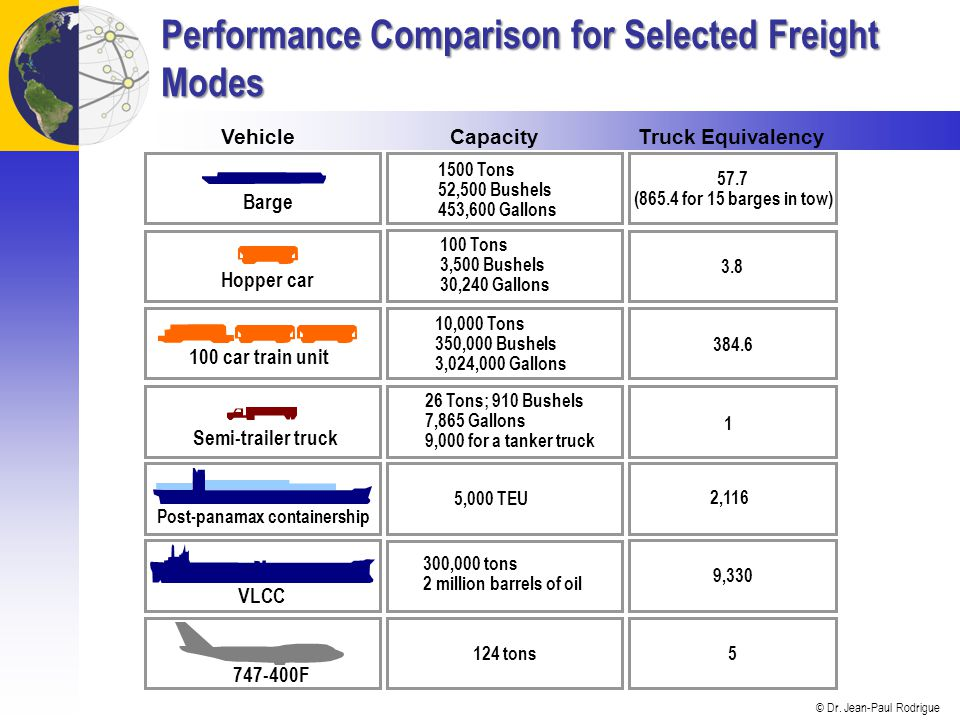 Performance Comparison for Selected Freight
Modes
Vehicle Capacity Truck Equivalency
Barge
1500 Tons
52,500 Bushels
453,600 Gallons
57.7
(865.4 for 15 barges in tow)
Hopper car
100 Tons
3,500 Bushels
30,240 Gallons
3.8
100 car train unit
10,000 Tons
350,000 Bushels
3,024,000 Gallons
384.6
Semi-trailer truck
26 Tons; 910 Bushels
7,865 Gallons
9,000 for a tanker truck
1
Post-panamax containership
5,000 TEU
2,116
VLCC
300,000 tons
2 million barrels of oil
9,330
747-400F
124 tons
5
© Dr. Jean-Paul Rodrigue